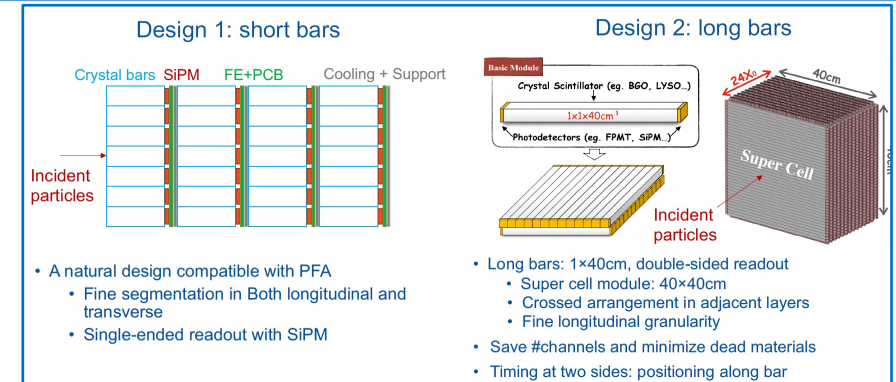 Design 1: short bars
Crystal bars SiPM FE+PCB Cooling + Support
Incident
particles
• A natural design compatible with PFA
• Fine segmentation in Both longitudinal and
transverse
• Single-ended readout with SiPM
Design 2: long bars
Basic Module
Crystal Scintillator (eg. BGO, LYSO...)
1x1x40cm³
Photodetectors (eg. FPMT, SiPM...)
24X₀
40cm
Super Cell
Incident
particles
• Long bars: 1×40cm, double-sided readout
• Super cell module: 40×40cm
• Crossed arrangement in adjacent layers
• Fine longitudinal granularity
• Save #channels and minimize dead materials
• Timing at two sides: positioning along bar